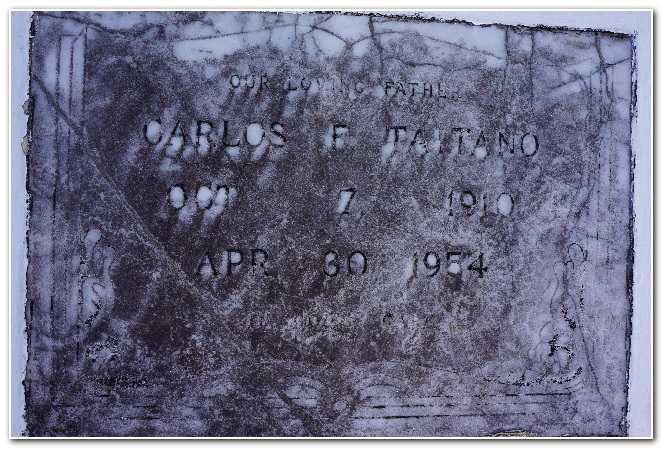 OUR LOVING FATHER
CARLOS F. TAITANO
OCT 7, 1910
APR 30 1954